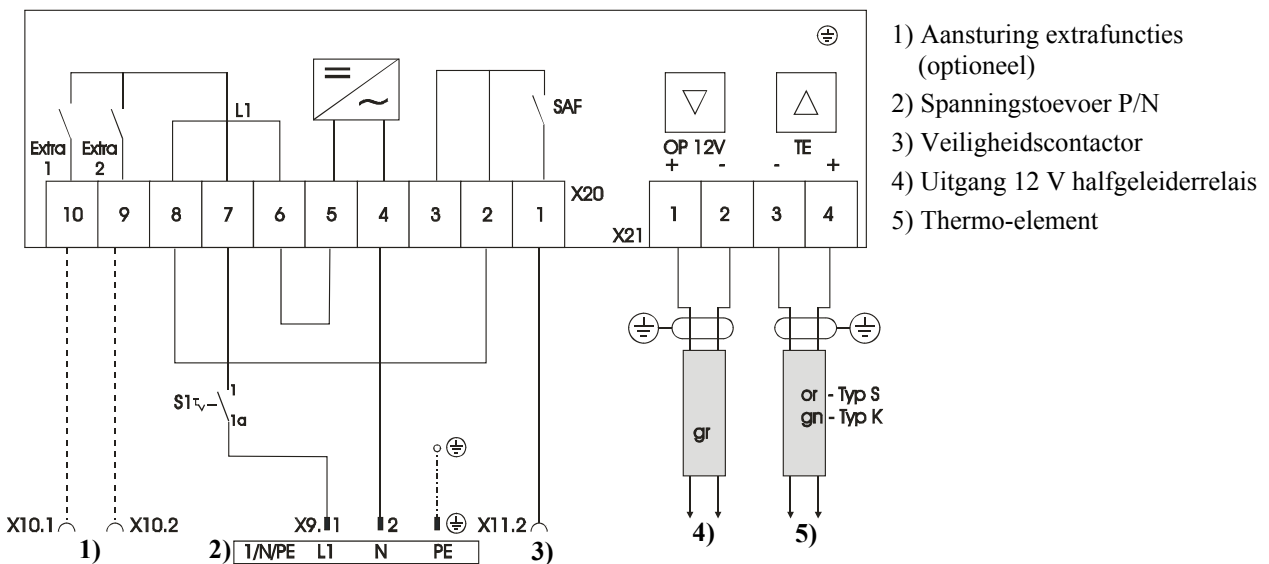 1) Aansturing extrafuncties
(optioneel)
2) Spanningstoevoer P/N
3) Veiligheidscontactor
4) Uitgang 12 V halfgeleiderrelais
5) Thermo-element
L1
SAF
Extra 1
Extra 2
OP 12V
+ -
TE
- +
10 9 8 7 6 5 4 3 2 1
X20
X21
1 2 3 4
S1
1
1a
or - Typ S
gn - Typ K
gr
X10.1
X10.2
X9.
1
2
X11.2
1)
2)
1/N/PE L1 N PE
3)
4)
5)